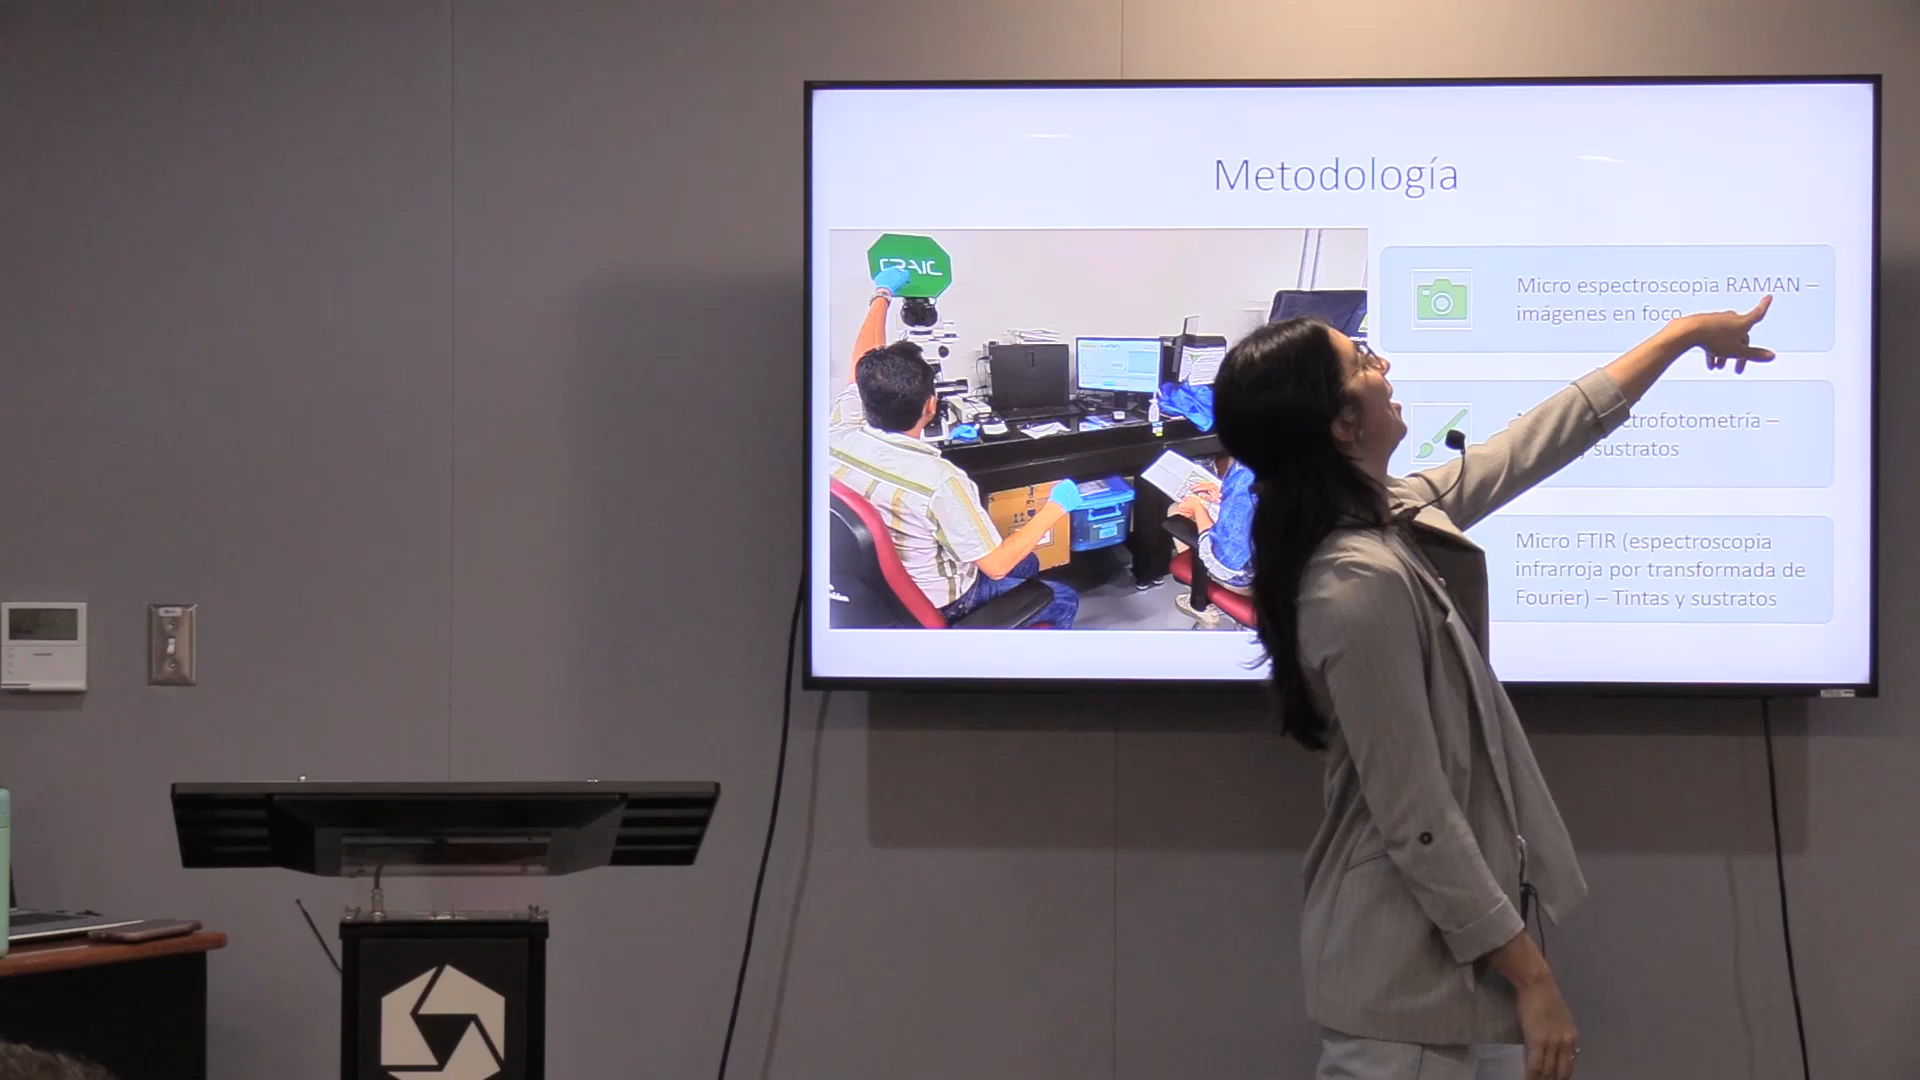 Metodología
CRAIC
Micro espectroscopia RAMAN –
imágenes en foco
trofotometría –
y sustratos
Micro FTIR (espectroscopia
infrarroja por transformada de
Fourier) – Tintas y sustratos